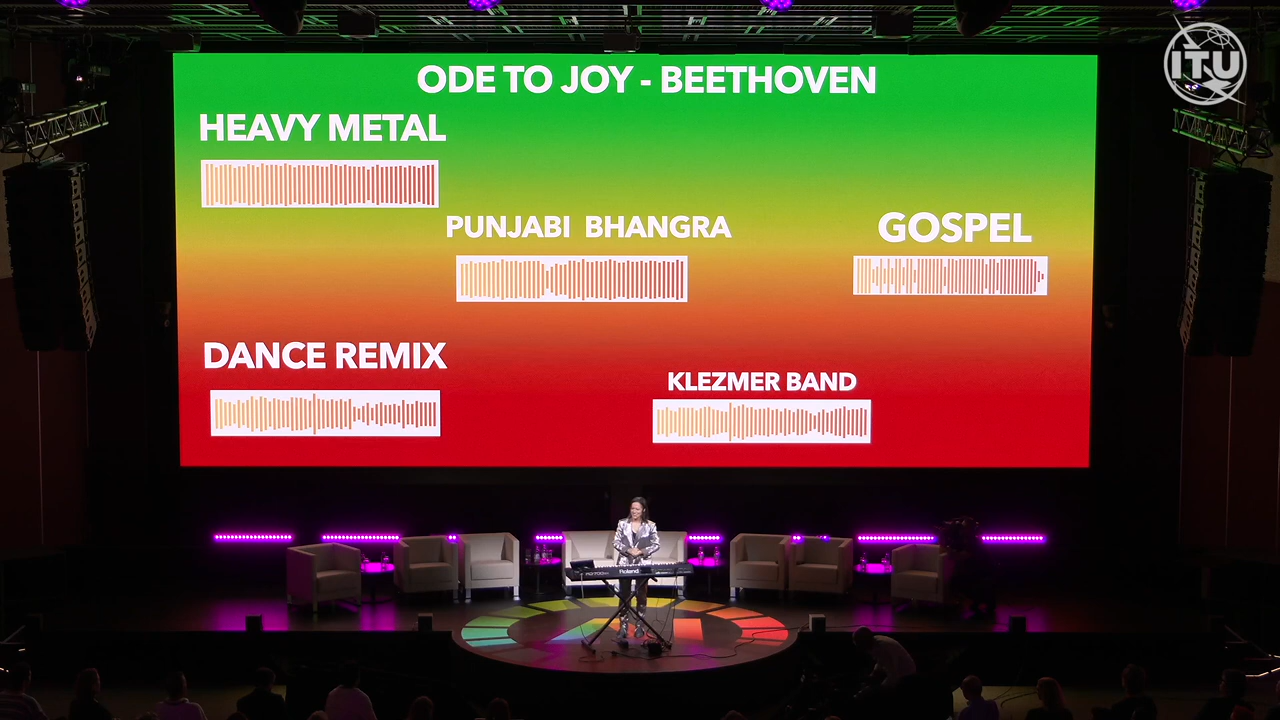 ODE TO JOY - BEETHOVEN
HEAVY METAL
PUNJABI BHANGRA
GOSPEL
DANCE REMIX
KLEZMER BAND
Roland
ITU